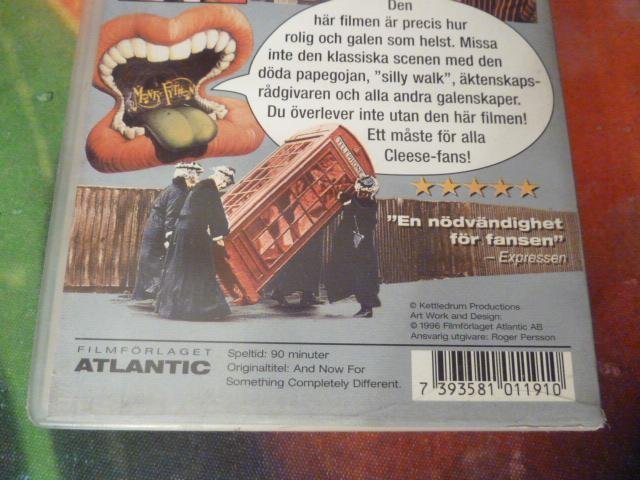 Den
här filmen är precis hur
rolig och galen som helst. Missa
inte den klassiska scenen med den
döda papegojan, ”silly walk”, äktenskaps-
rådgivaren och alla andra galenskaper.
Du överlever inte utan den här filmen!
Ett måste för alla
Cleese-fans!
MONTY PYTHON
TELEPHONE
”En nödvändighet
för fansen”
– Expressen
© Kettledrum Productions
Art Work and Design:
© 1996 Filmförlaget Atlantic AB
Ansvarig utgivare: Roger Persson
FILMFÖRLAGET
ATLANTIC
Speltid: 90 minuter
Originaltitel: And Now For
Something Completely Different.
7 393581 011910